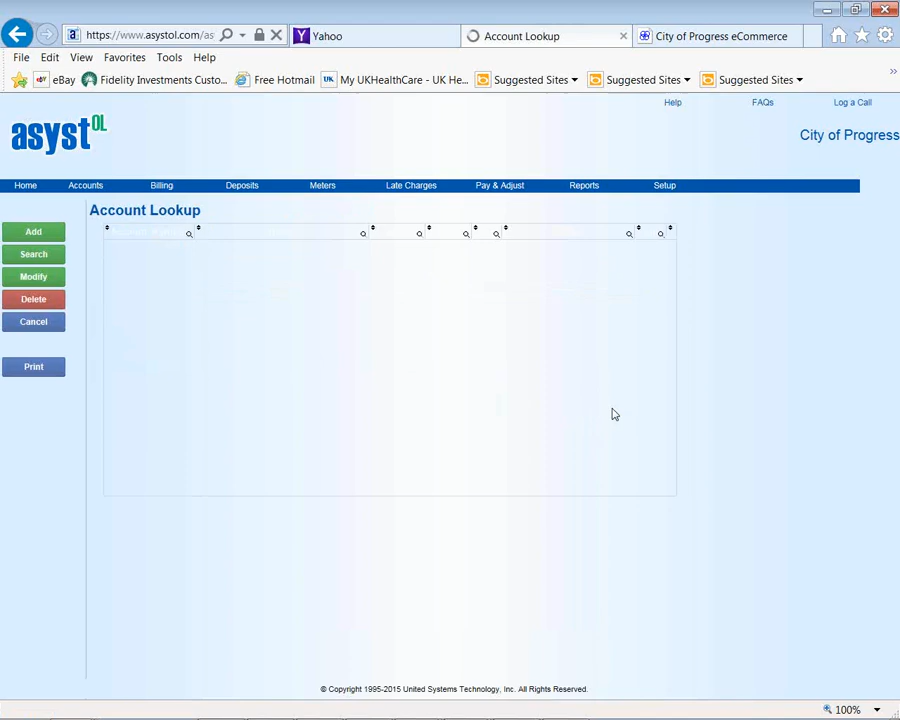 https://www.asystol.com/as
Yahoo
Account Lookup
City of Progress eCommerce
File Edit View Favorites Tools Help
eBay Fidelity Investments Custo... Free Hotmail My UKHealthCare - UK He... Suggested Sites Suggested Sites Suggested Sites
Help FAQs Log a Call
asyst OL
City of Progress
Home Accounts Billing Deposits Meters Late Charges Pay & Adjust Reports Setup
Account Lookup
Add
Search
Modify
Delete
Cancel
Print
© Copyright 1995-2015 United Systems Technology, Inc. All Rights Reserved.
100%